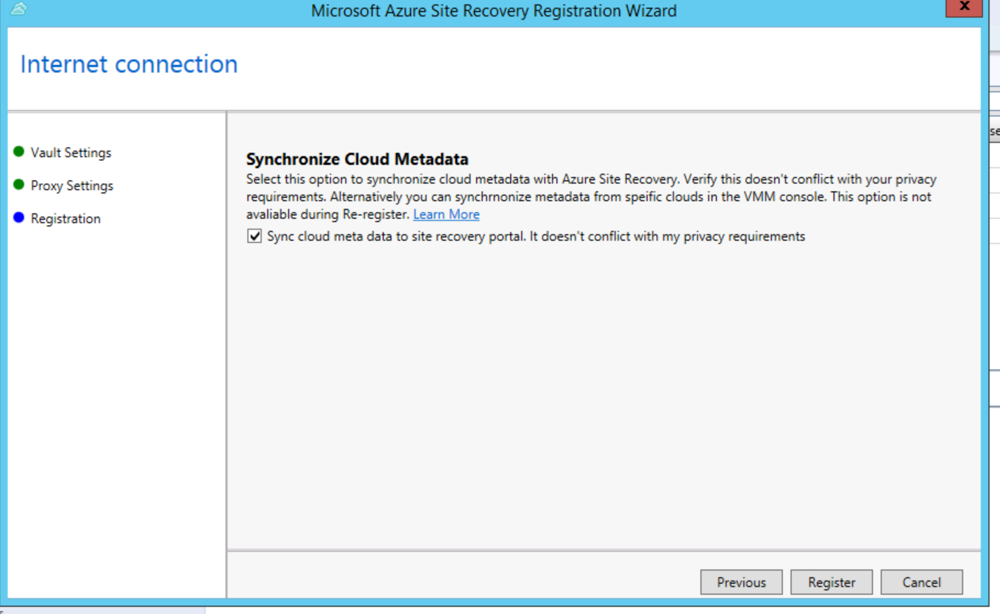 Microsoft Azure Site Recovery Registration Wizard
x
Internet connection
Vault Settings
Proxy Settings
Registration
Synchronize Cloud Metadata
Select this option to synchronize cloud metadata with Azure Site Recovery. Verify this doesn't conflict with your privacy
requirements. Alternatively you can synchrnonize metadata from speific clouds in the VMM console. This option is not
avaliable during Re-register. Learn More
Sync cloud meta data to site recovery portal. It doesn't conflict with my privacy requirements
Previous
Register
Cancel
se